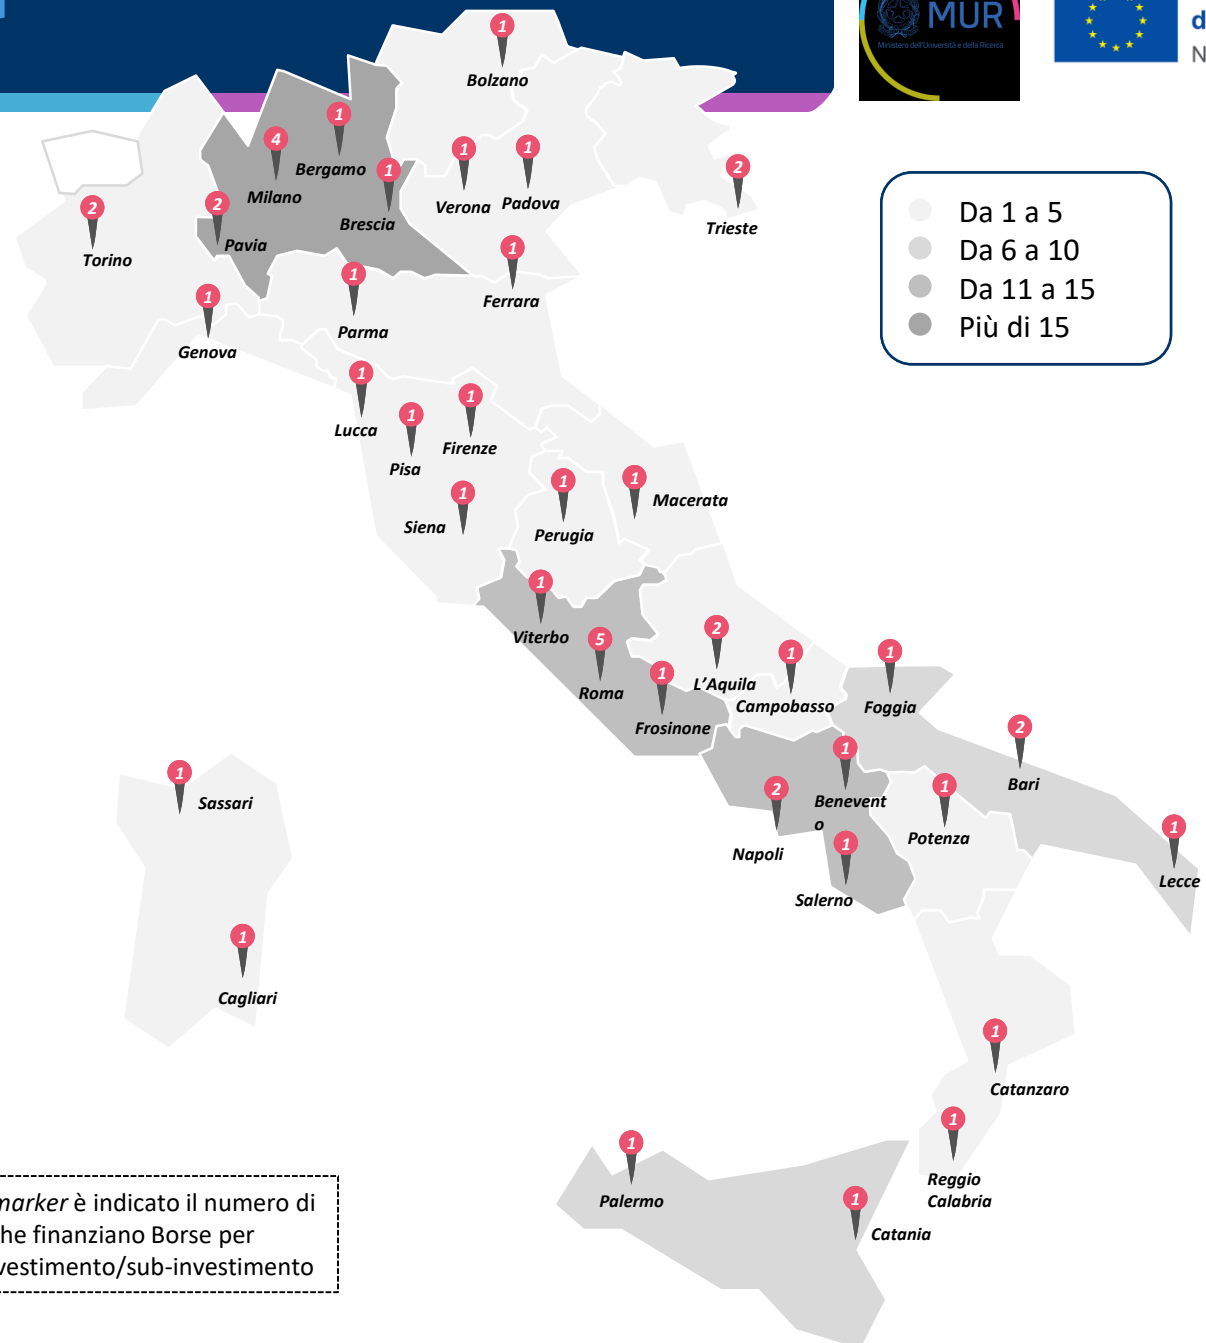 MUR
Ministero dell'Università e della Ricerca
d
N
1
Bolzano
1
Bergamo
4
Milano
1
Brescia
1
Verona
1
Padova
2
Trieste
2
Torino
2
Pavia
1
Ferrara
1
Parma
1
Genova
Da 1 a 5
Da 6 a 10
Da 11 a 15
Più di 15
1
Lucca
1
Pisa
1
Firenze
1
Siena
1
Perugia
1
Macerata
1
Viterbo
5
Roma
1
Frosinone
2
L'Aquila
1
Campobasso
1
Foggia
2
Bari
1
Benevent
o
2
Napoli
1
Salerno
1
Potenza
1
Lecce
1
Sassari
1
Cagliari
1
Catanzaro
1
Reggio
Calabria
1
Palermo
1
Catania
marker è indicato il numero di
he finanziano Borse per
vestimento/sub-investimento